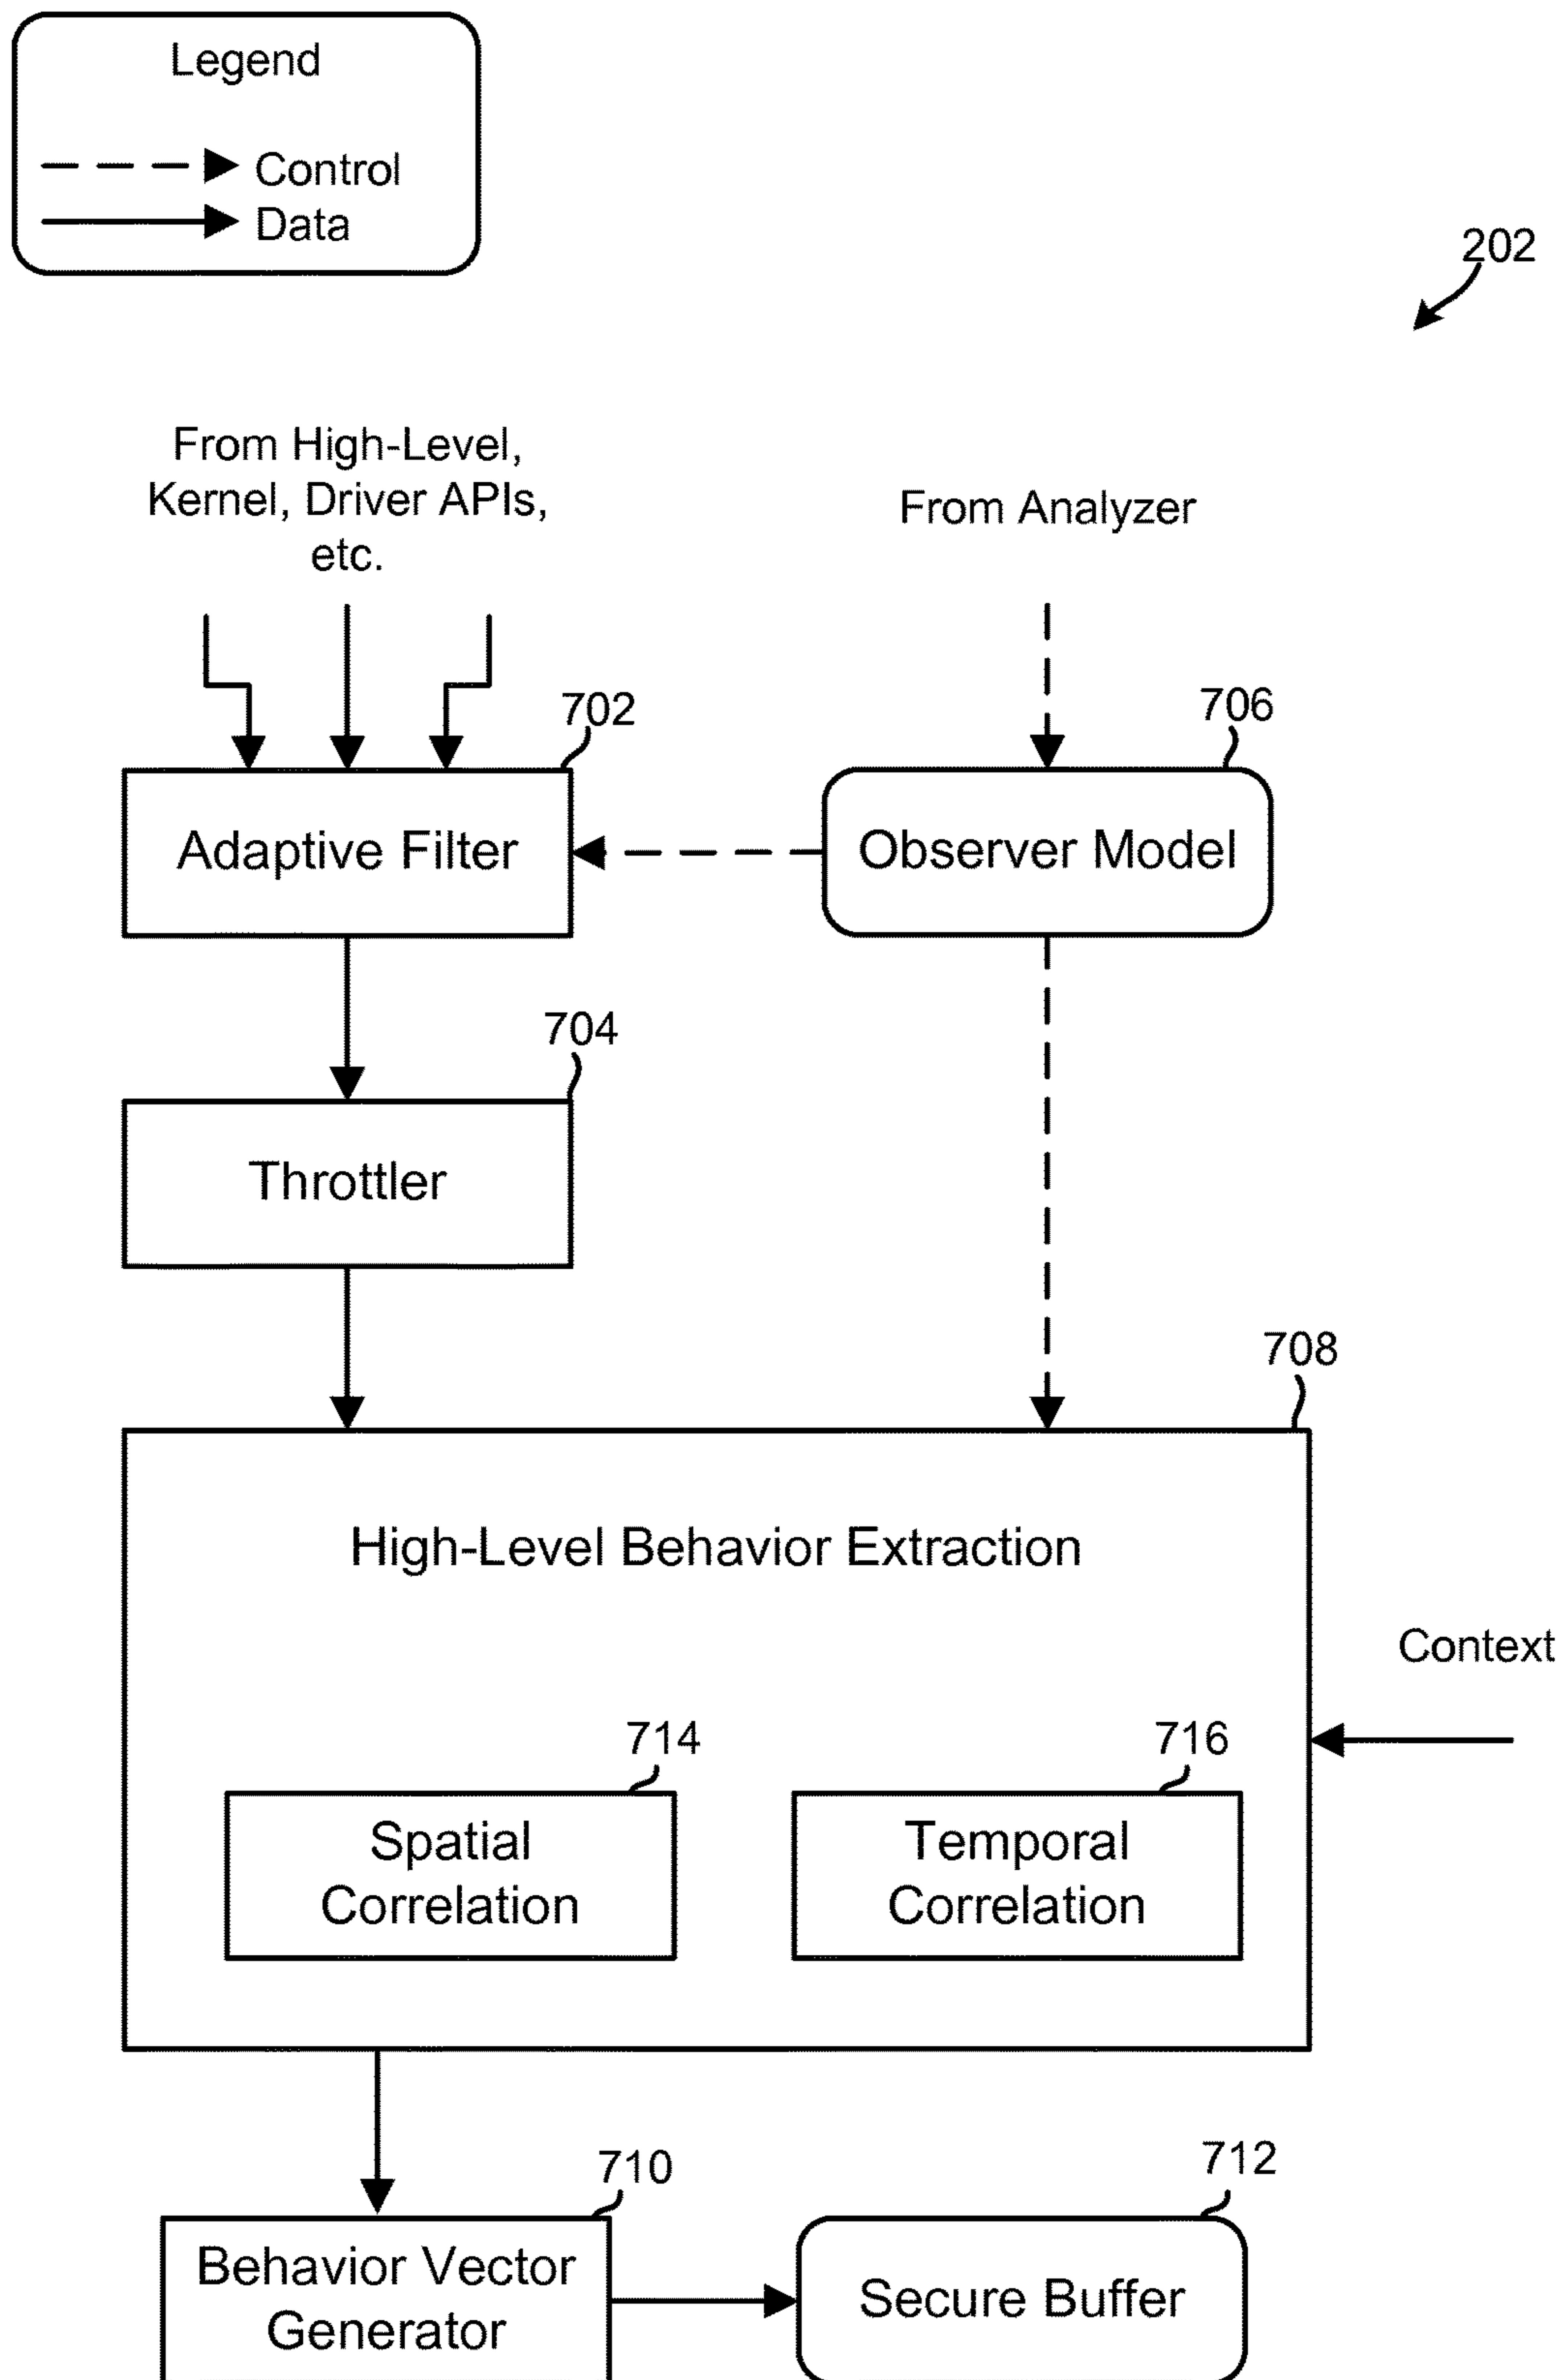 Legend
Control
Data
202
From High-Level,
Kernel, Driver APIs,
etc.
From Analyzer
702
706
Adaptive Filter
Observer Model
704
Throttler
708
High-Level Behavior Extraction
Context
714
716
Spatial
Correlation
Temporal
Correlation
710
712
Behavior Vector
Generator
Secure Buffer